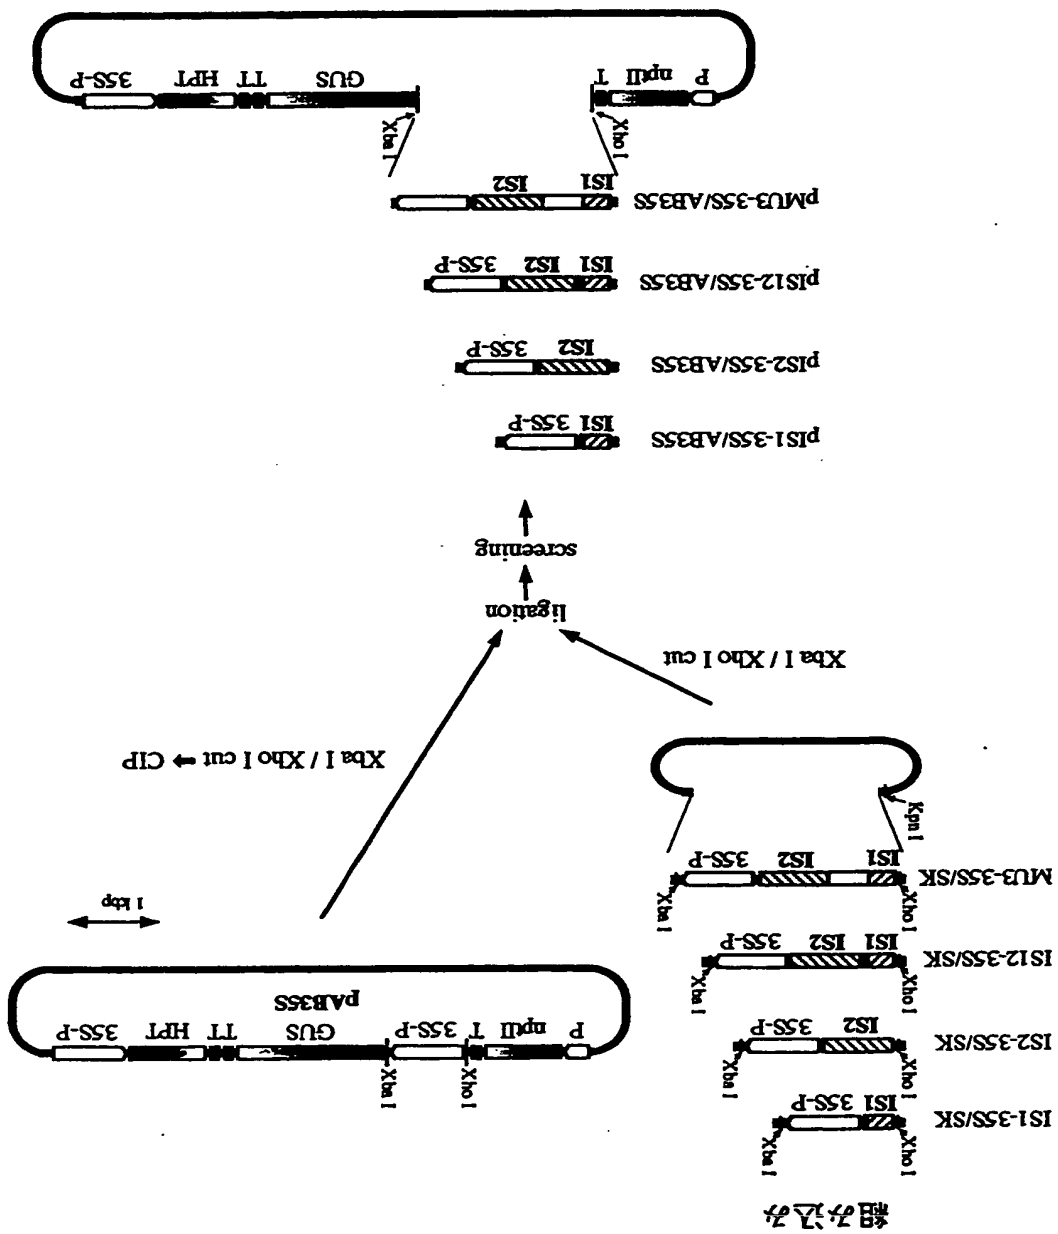 組み込み
Xho I
Xba I
IS1-35S/SK
IS1 35S-P
Xho I
Xba I
IS2-35S/SK
IS2 35S-P
Xho I
Xba I
IS12-35S/SK
IS1 IS2 35S-P
Xho I
Xba I
MU3-35S/SK
IS1 IS2 35S-P
Kpn I
Xho I Xba I
P nptII T 35S-P GUS TT HPT 35S-P
pAB35S
1 kbp
Xba I / Xho I cut
Xba I / Xho I cut ⇒ CIP
ligation
screening
pIS1-35S/AB35S
IS1 35S-P
pIS2-35S/AB35S
IS2 35S-P
pIS12-35S/AB35S
IS1 IS2 35S-P
pMU3-35S/AB35S
IS1 IS2
Xho I
Xba I
P nptII T GUS TT HPT 35S-P